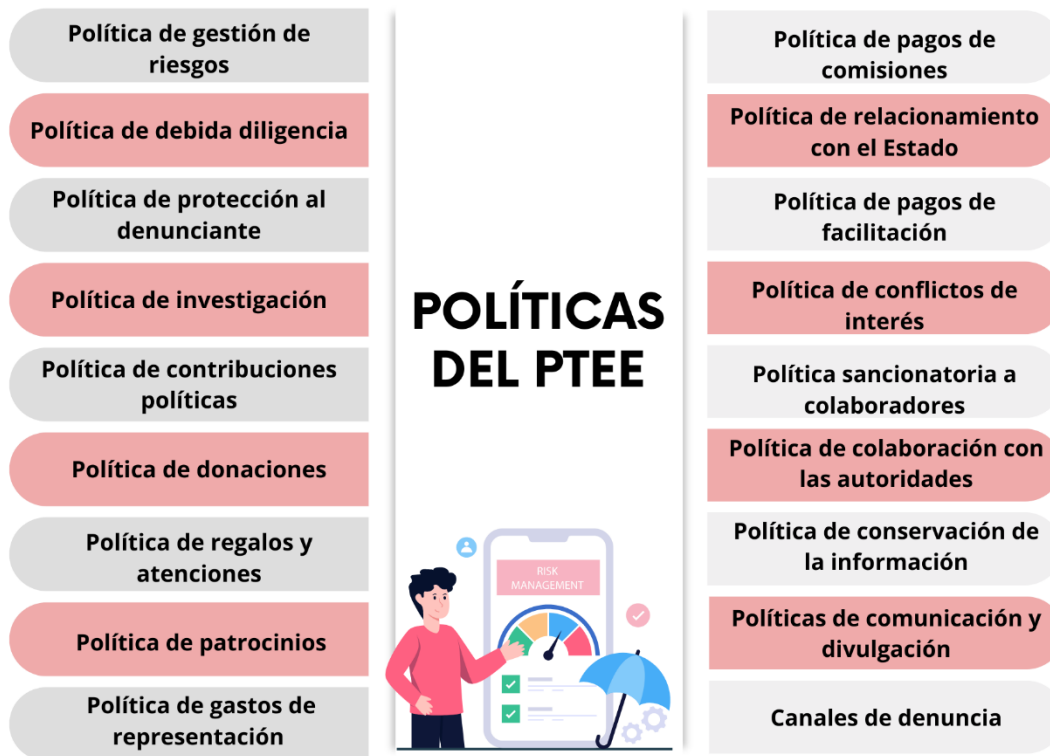 Política de gestión de
riesgos
Política de debida diligencia
Política de protección al
denunciante
Política de investigación
Política de contribuciones
políticas
Política de donaciones
Política de regalos y
atenciones
Política de patrocinios
Política de gastos de
representación
POLÍTICAS
DEL PTEE
RISK
MANAGEMENT
Política de pagos de
comisiones
Política de relacionamiento
con el Estado
Política de pagos de
facilitación
Política de conflictos de
interés
Política sancionatoria a
colaboradores
Política de colaboración con
las autoridades
Política de conservación de
la información
Políticas de comunicación y
divulgación
Canales de denuncia